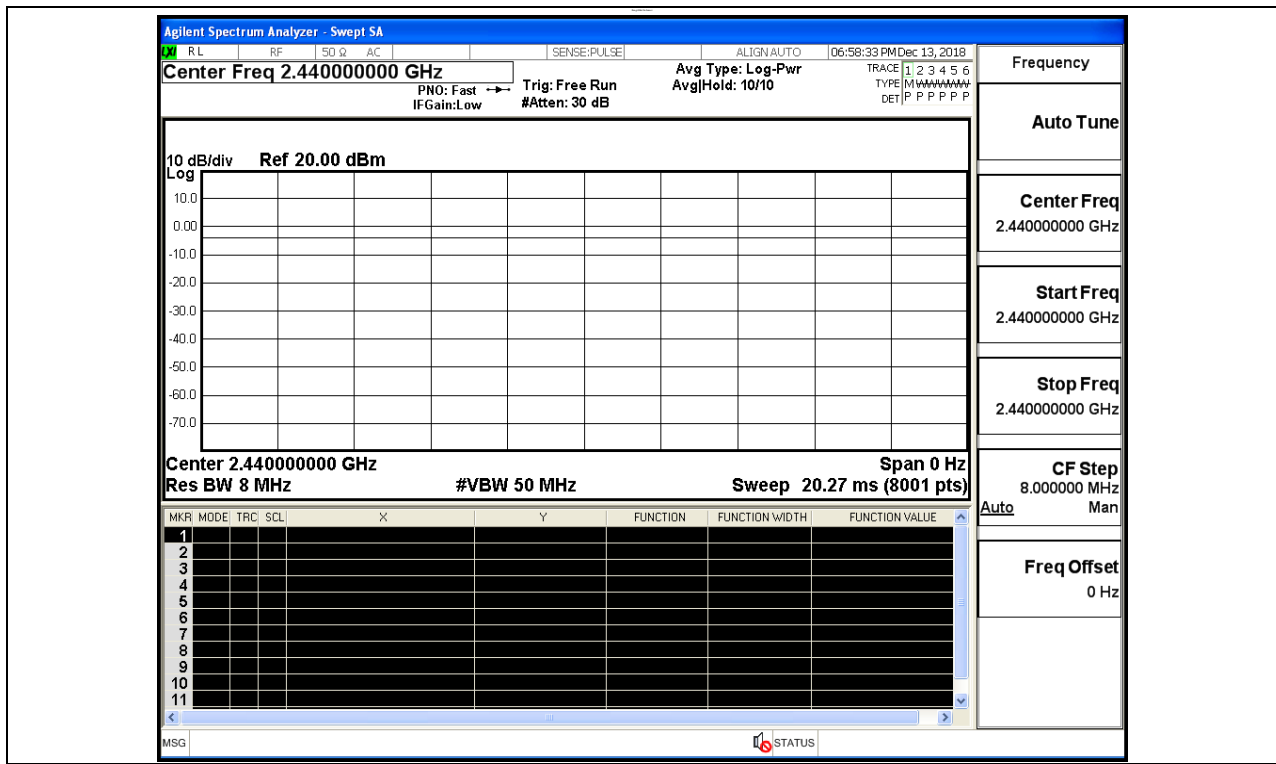 Agilent Spectrum Analyzer - Swept SA
LXI RL RF 50 Ω AC SENSE:PULSE ALIGNAUTO 06:58:33 PM Dec 13, 2018
Center Freq 2.440000000 GHz
PNO: Fast
IFGain:Low
Trig: Free Run
#Atten: 30 dB
Avg Type: Log-Pwr
Avg|Hold: 10/10
TRACE 1 2 3 4 5 6
TYPE MWWWWW
DET P P P P P P
10 dB/div Ref 20.00 dBm
Log
10.0
0.00
-10.0
-20.0
-30.0
-40.0
-50.0
-60.0
-70.0
Center 2.440000000 GHz Span 0 Hz
Res BW 8 MHz #VBW 50 MHz Sweep 20.27 ms (8001 pts)
MKR MODE TRC SCL X Y FUNCTION FUNCTION WIDTH FUNCTION VALUE
1
2
3
4
5
6
7
8
9
10
11
MSG STATUS
Frequency
Auto Tune
Center Freq
2.440000000 GHz
Start Freq
2.440000000 GHz
Stop Freq
2.440000000 GHz
CF Step
8.000000 MHz
Auto Man
Freq Offset
0 Hz